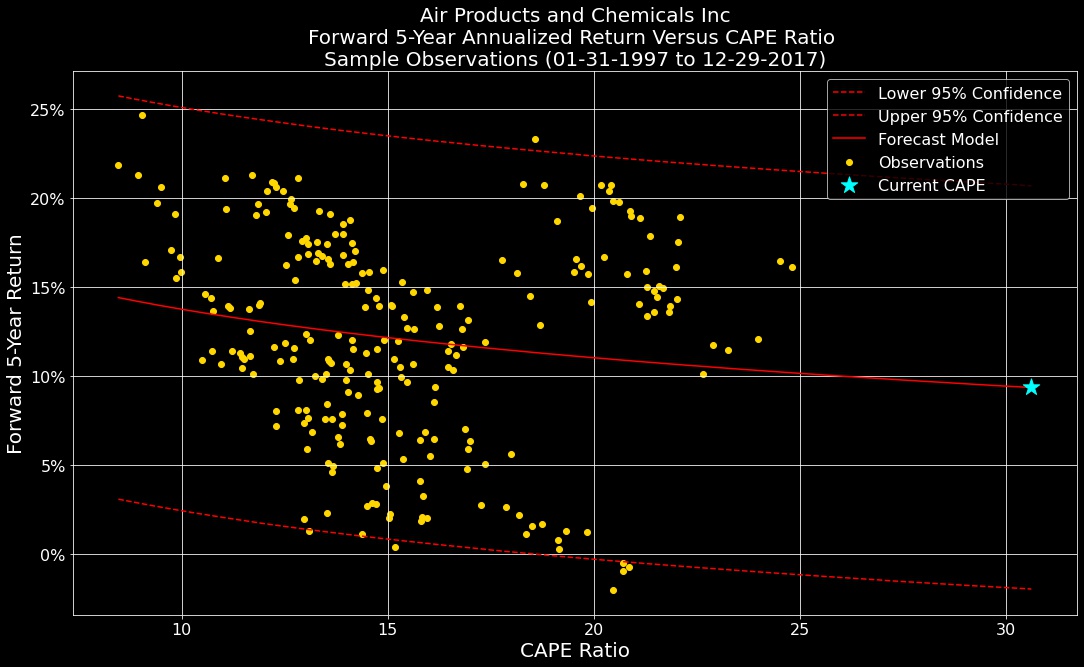 Air Products and Chemicals Inc
Forward 5-Year Annualized Return Versus CAPE Ratio
Sample Observations (01-31-1997 to 12-29-2017)
Lower 95% Confidence
Upper 95% Confidence
Forecast Model
Observations
Current CAPE
Forward 5-Year Return
25%
20%
15%
10%
5%
0%
10 15 20 25 30
CAPE Ratio